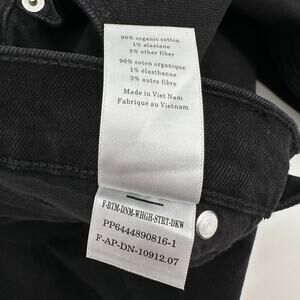 96% organic cotton
1% elastane
3% other fiber
96% coton organique
1% élasthanne
3% autre fibre
Made in Viet Nam
Fabriqué au Vietnam
F-BTM-DNM-WHGH-STRT-DKW
PP6444890816-1
F-AP-DN-10912.07